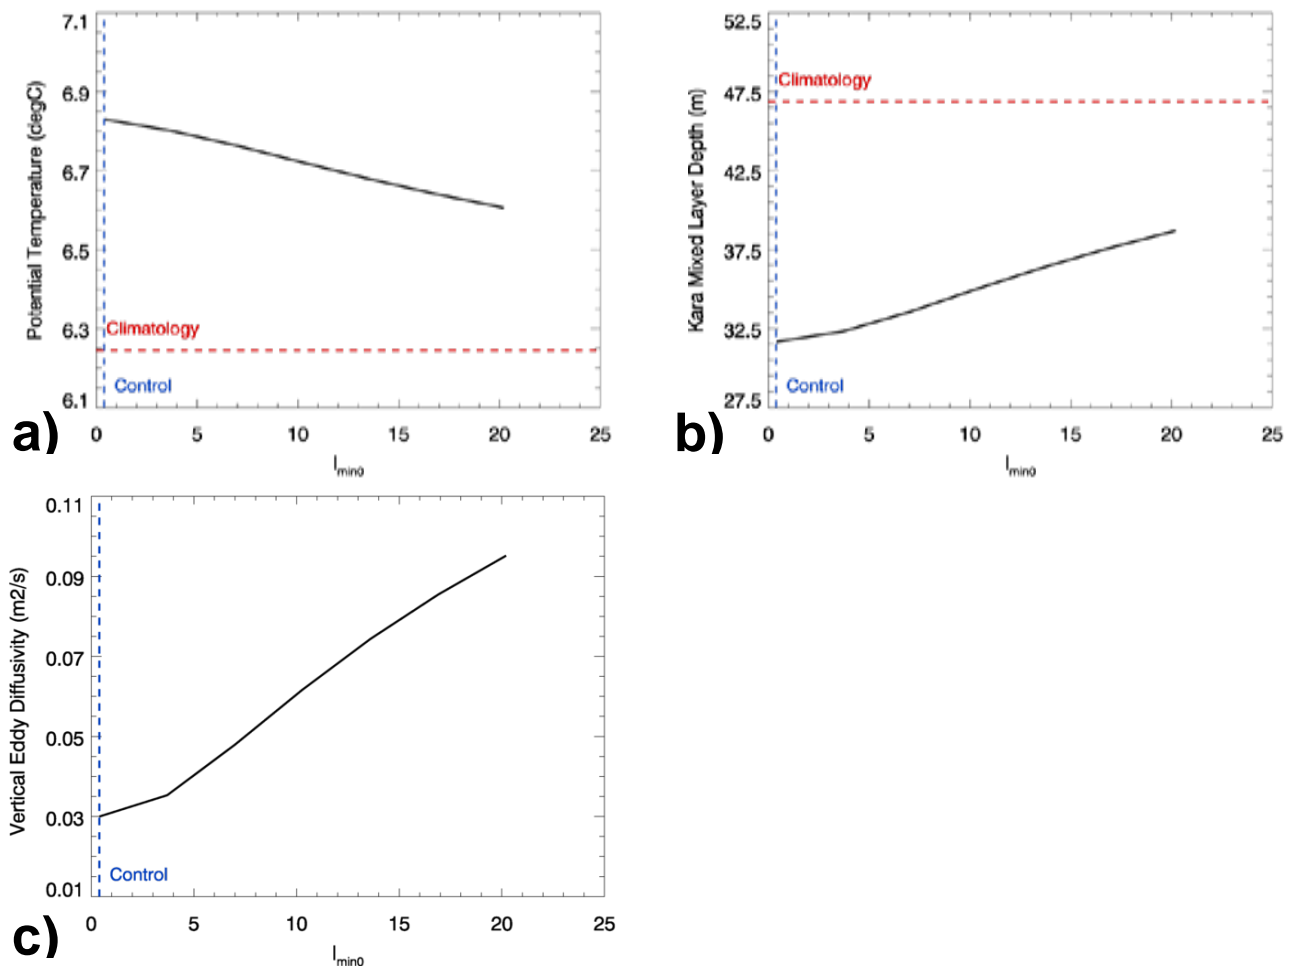 7.1
6.9
6.7
6.5
6.3
6.1
Potential Temperature (degC)
Climatology
Control
0 5 10 15 20 25
lmin0
a)
52.5
47.5
42.5
37.5
32.5
27.5
Kara Mixed Layer Depth (m)
Climatology
Control
0 5 10 15 20 25
lmin0
b)
0.11
0.09
0.07
0.05
0.03
0.01
Vertical Eddy Diffusivity (m2/s)
Control
0 5 10 15 20 25
lmin0
c)